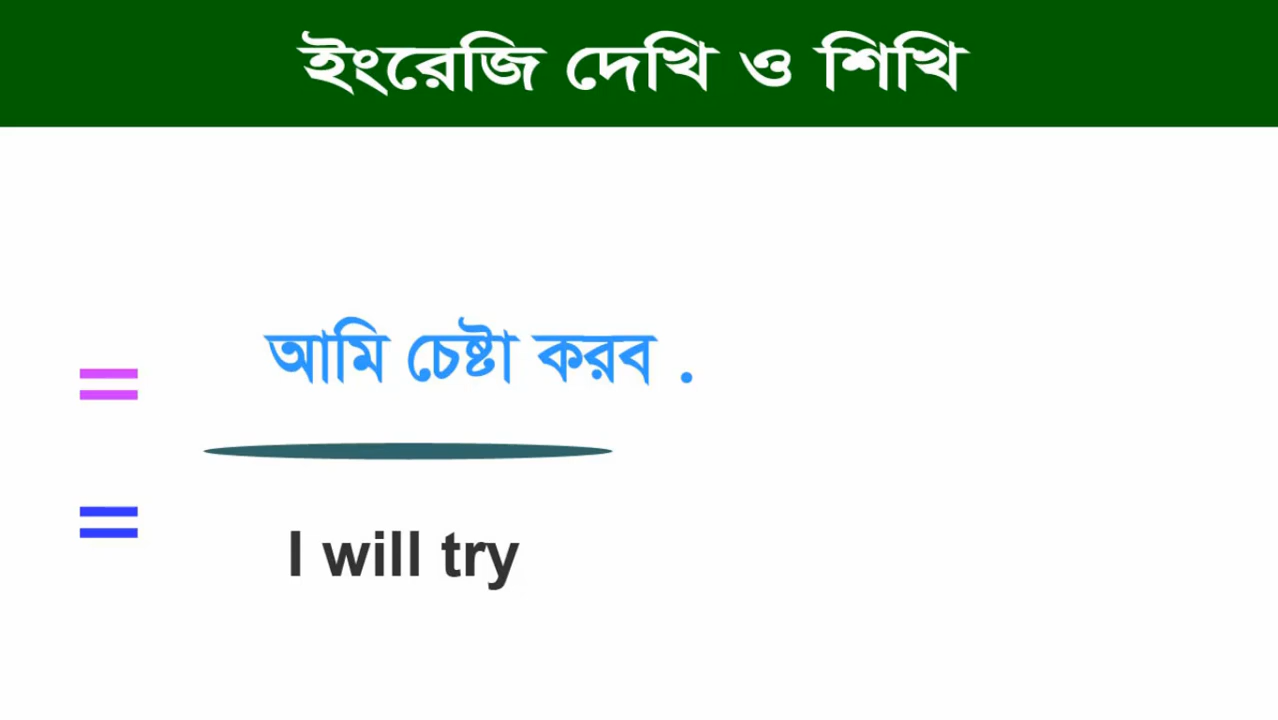 ইংরেজি দেখি ও শিখি
= আমি চেষ্টা করব .
= I will try